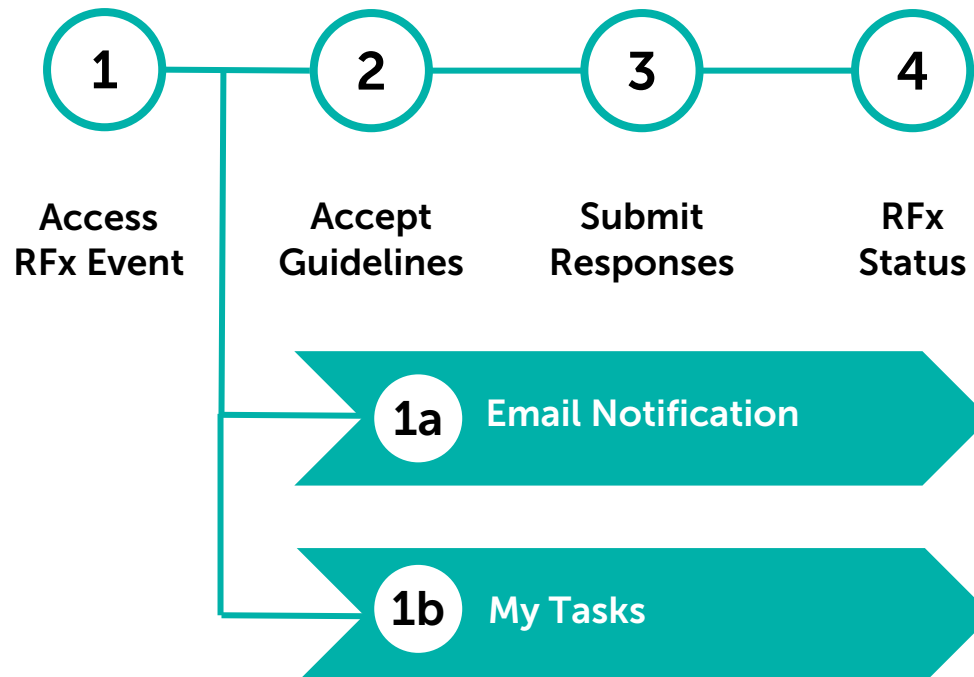 1
2
3
4
Access
RFx Event
Accept
Guidelines
Submit
Responses
RFx
Status
1a
Email Notification
1b
My Tasks